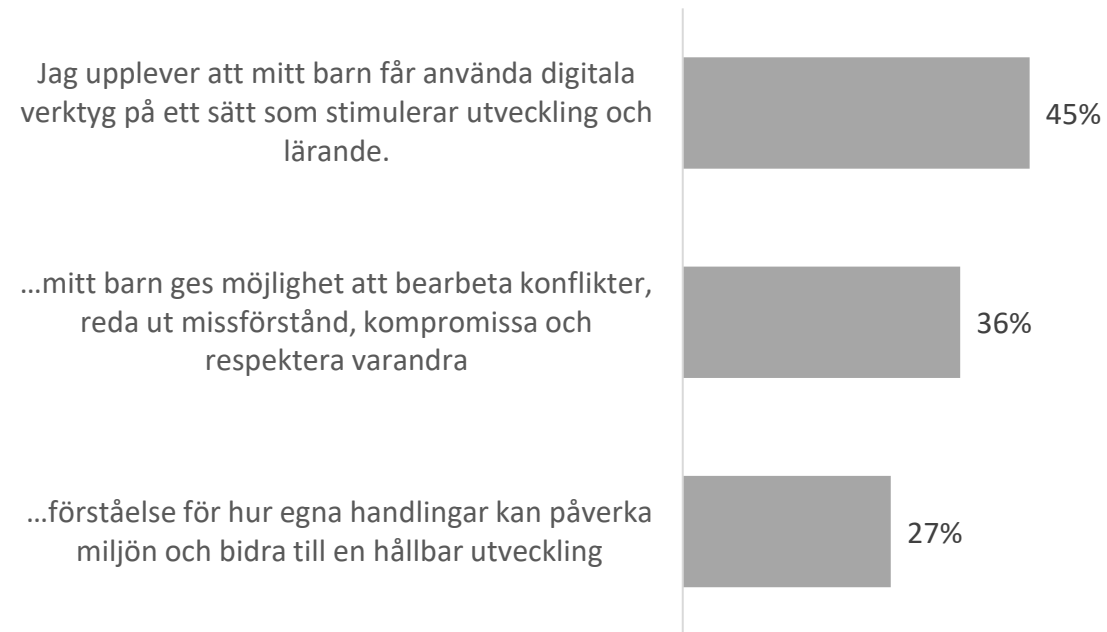 Jag upplever att mitt barn får använda digitala
verktyg på ett sätt som stimulerar utveckling och
lärande.
45%
...mitt barn ges möjlighet att bearbeta konflikter,
reda ut missförstånd, kompromissa och
respektera varandra
36%
...förståelse för hur egna handlingar kan påverka
miljön och bidra till en hållbar utveckling
27%